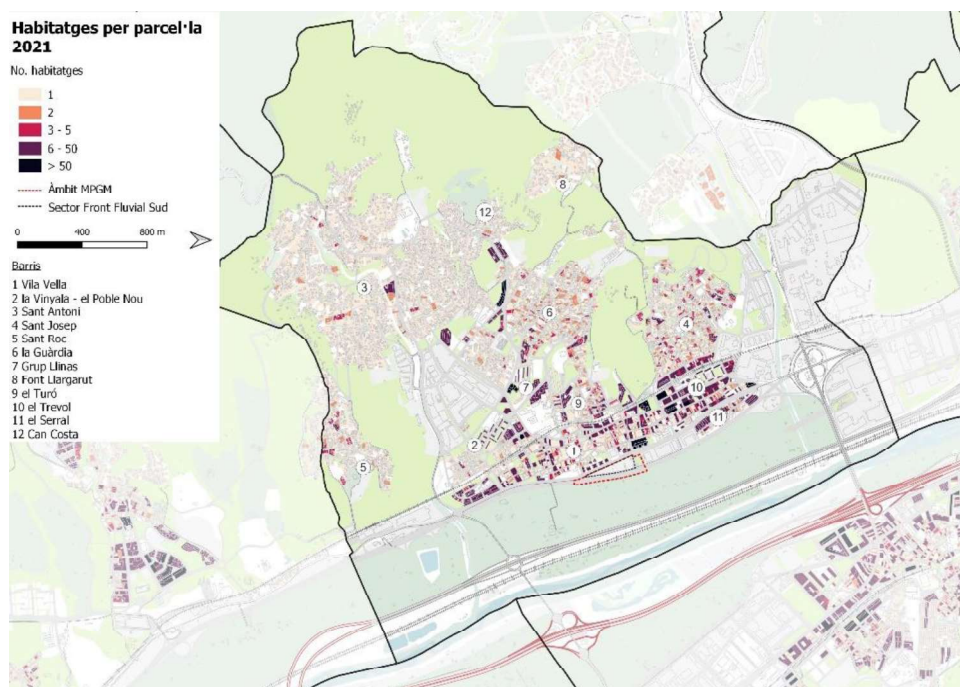 Habitatges per parcel·la
2021
No. habitatges
1
2
3 - 5
6 - 50
> 50
Àmbit MPGM
Sector Front Fluvial Sud
0 400 800 m
Barris
1 Vila Vella
2 la Vinyala - el Poble Nou
3 Sant Antoni
4 Sant Josep
5 Sant Roc
6 la Guàrdia
7 Grup Llinas
8 Font Llargarut
9 el Turó
10 el Trevol
11 el Serral
12 Can Costa
8
12
3
6
4
7
10
9
11
2
1
5